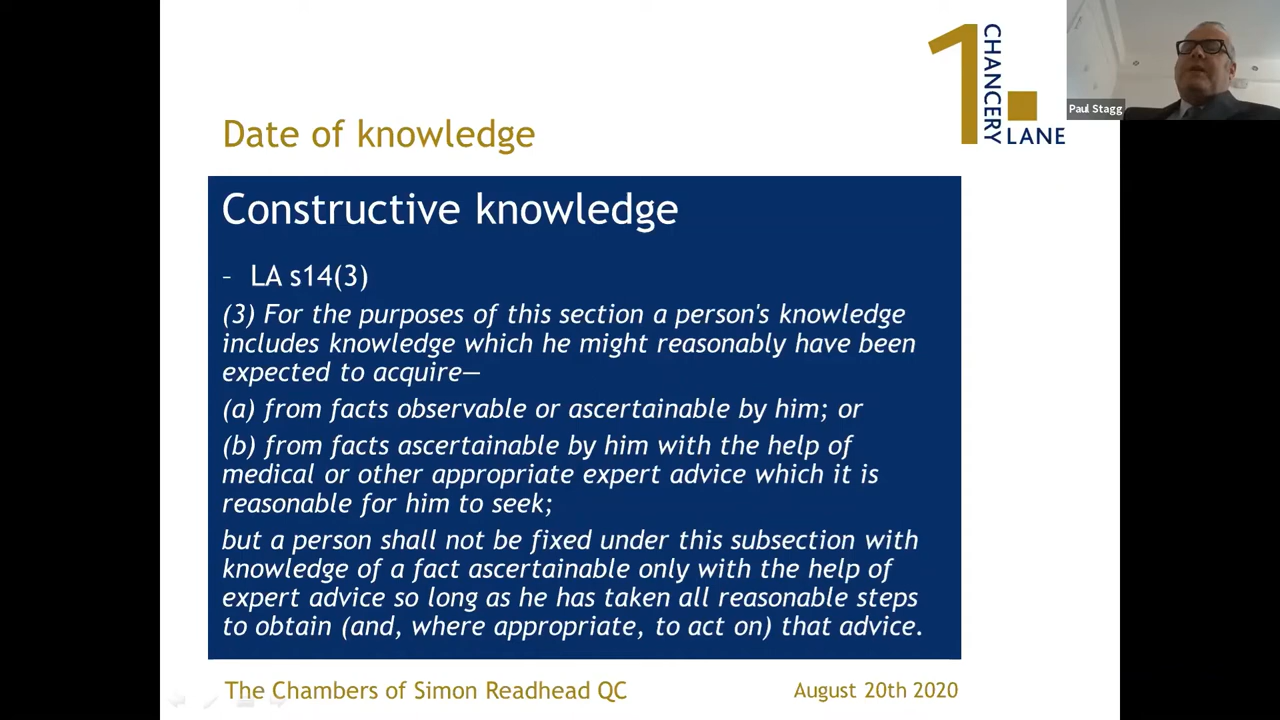 1 CHANCERY LANE
Paul Stagg
Date of knowledge
Constructive knowledge
– LA s14(3)
(3) For the purposes of this section a person's knowledge
includes knowledge which he might reasonably have been
expected to acquire—
(a) from facts observable or ascertainable by him; or
(b) from facts ascertainable by him with the help of
medical or other appropriate expert advice which it is
reasonable for him to seek;
but a person shall not be fixed under this subsection with
knowledge of a fact ascertainable only with the help of
expert advice so long as he has taken all reasonable steps
to obtain (and, where appropriate, to act on) that advice.
The Chambers of Simon Readhead QC
August 20th 2020